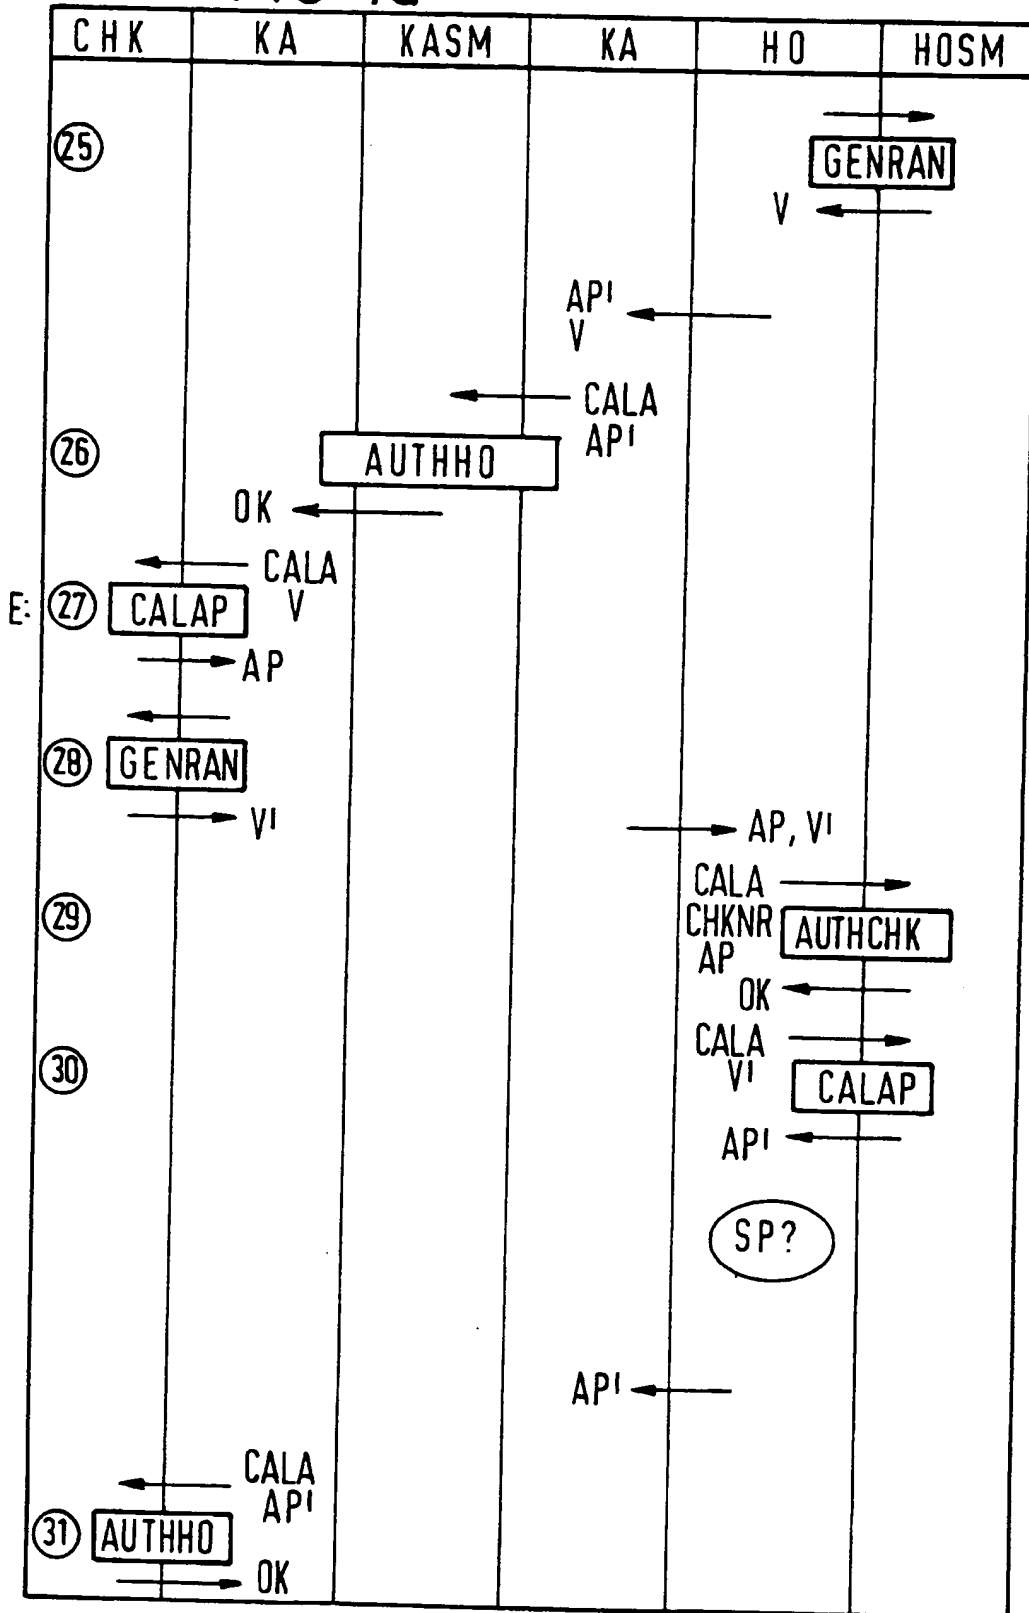 CHK KA KASM KA HO HOSM
25
GENRAN
V
AP'
V
CALA
AP'
26 AUTHHO
OK
CALA
V
E: 27 CALAP
AP
28 GENRAN
V'
AP, V'
CALA
29 CHKNR AUTHCHK
AP
OK
CALA
V'
30 CALAP
AP'
SP?
AP'
CALA
AP'
31 AUTHHO
OK